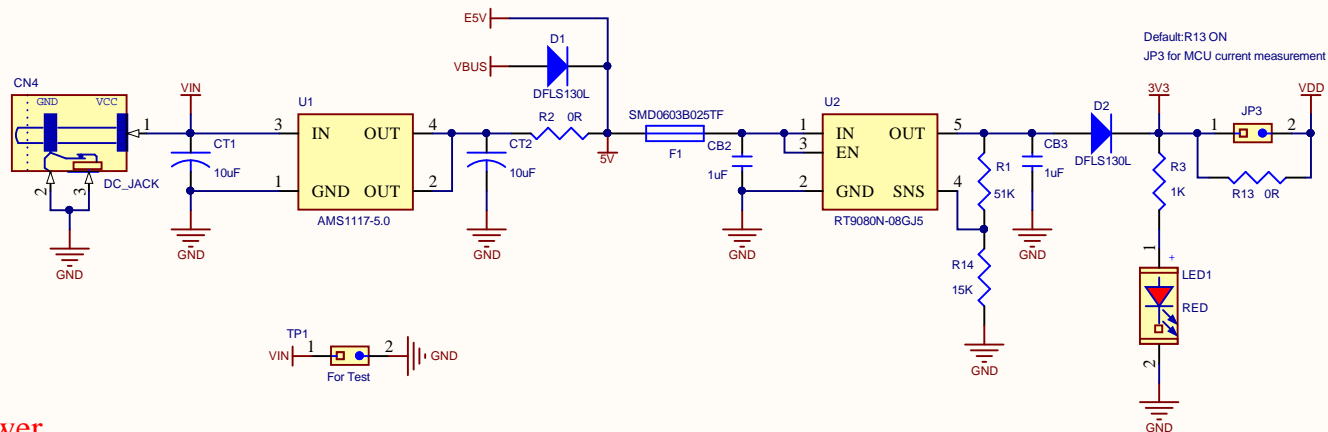 Default:R13 ON
JP3 for MCU current measurement
E5V
D1
VBUS
DFLS130L
CN4
GND VCC
1
2
3
DC_JACK
VIN
CT1
10uF
GND
GND
U1
3 IN OUT 4
1 GND OUT 2
AMS1117-5.0
CT2
10uF
GND
R2 0R
5V
SMD0603B025TF
F1
CB2
1uF
GND
U2
1 IN OUT 5
3 EN
2 GND SNS 4
RT9080N-08GJ5
R1
51K
R14
15K
GND
CB3
1uF
GND
D2
DFLS130L
3V3
JP3
1 2
VDD
R13 0R
R3
1K
1
+
LED1
RED
2
GND
TP1
VIN 1 2 GND
For Test